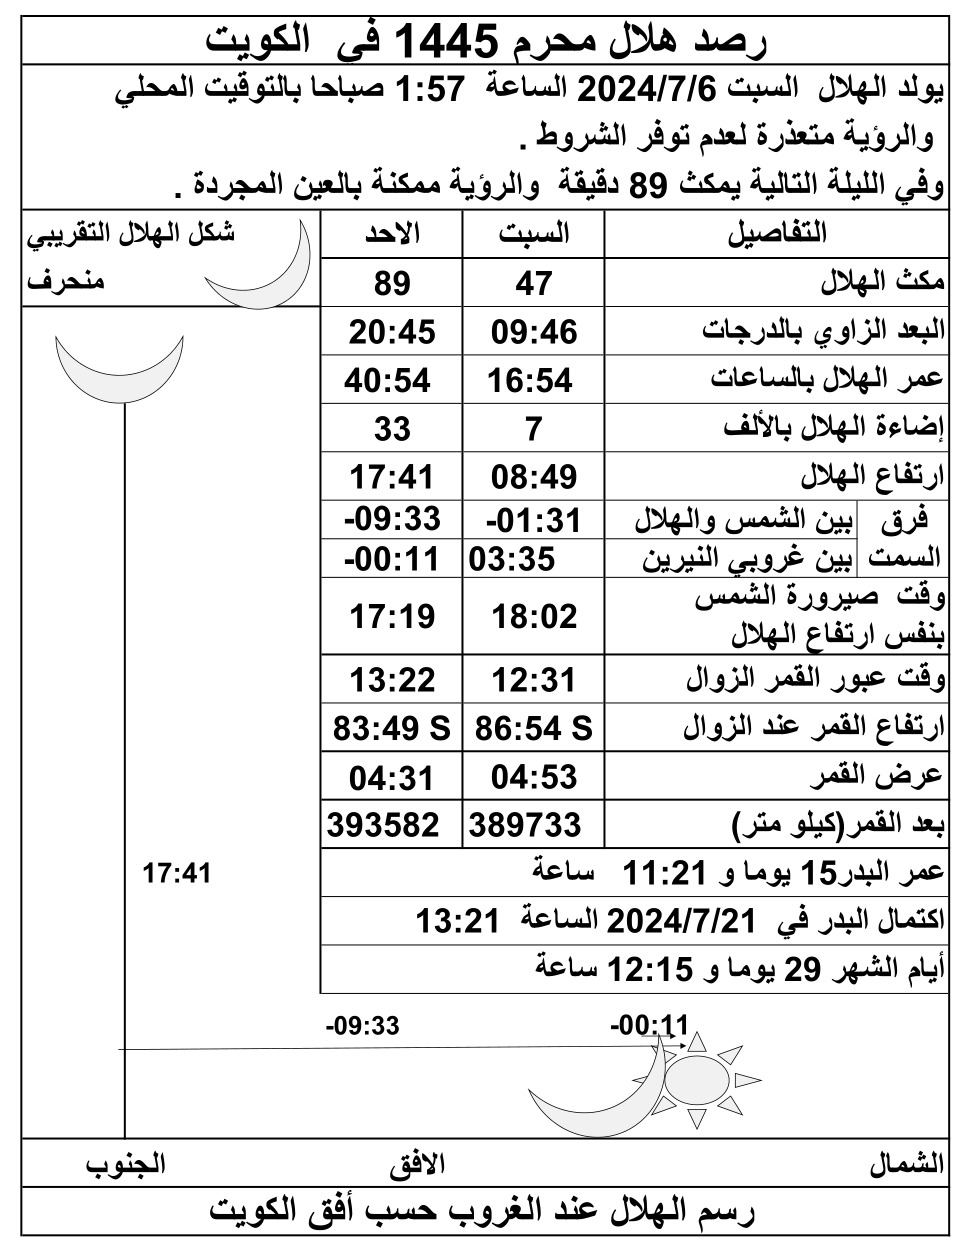 رصد هلال محرم 1445 في الكويت
يولد الهلال السبت 2024/7/6 الساعة 1:57 صباحا بالتوقيت المحلي
والرؤية متعذرة لعدم توفر الشروط .
وفي الليلة التالية يمكث 89 دقيقة والرؤية ممكنة بالعين المجردة .
التفاصيل السبت الاحد شكل الهلال التقريبي
مكث الهلال 47 89 منحرف
البعد الزاوي بالدرجات 09:46 20:45
عمر الهلال بالساعات 16:54 40:54
إضاءة الهلال بالألف 7 33
ارتفاع الهلال 08:49 17:41
فرق بين الشمس والهلال -01:31 -09:33
السمت بين غروبي النيرين 03:35 -00:11
وقت صيرورة الشمس
بنفس ارتفاع الهلال 18:02 17:19
وقت عبور القمر الزوال 12:31 13:22
ارتفاع القمر عند الزوال 86:54 S 83:49 S
عرض القمر 04:53 04:31
بعد القمر(كيلو متر) 389733 393582
عمر البدر15 يوما و 11:21 ساعة
17:41
اكتمال البدر في 2024/7/21 الساعة 13:21
أيام الشهر 29 يوما و 12:15 ساعة
-00:11 -09:33
الشمال الافق الجنوب
رسم الهلال عند الغروب حسب أفق الكويت